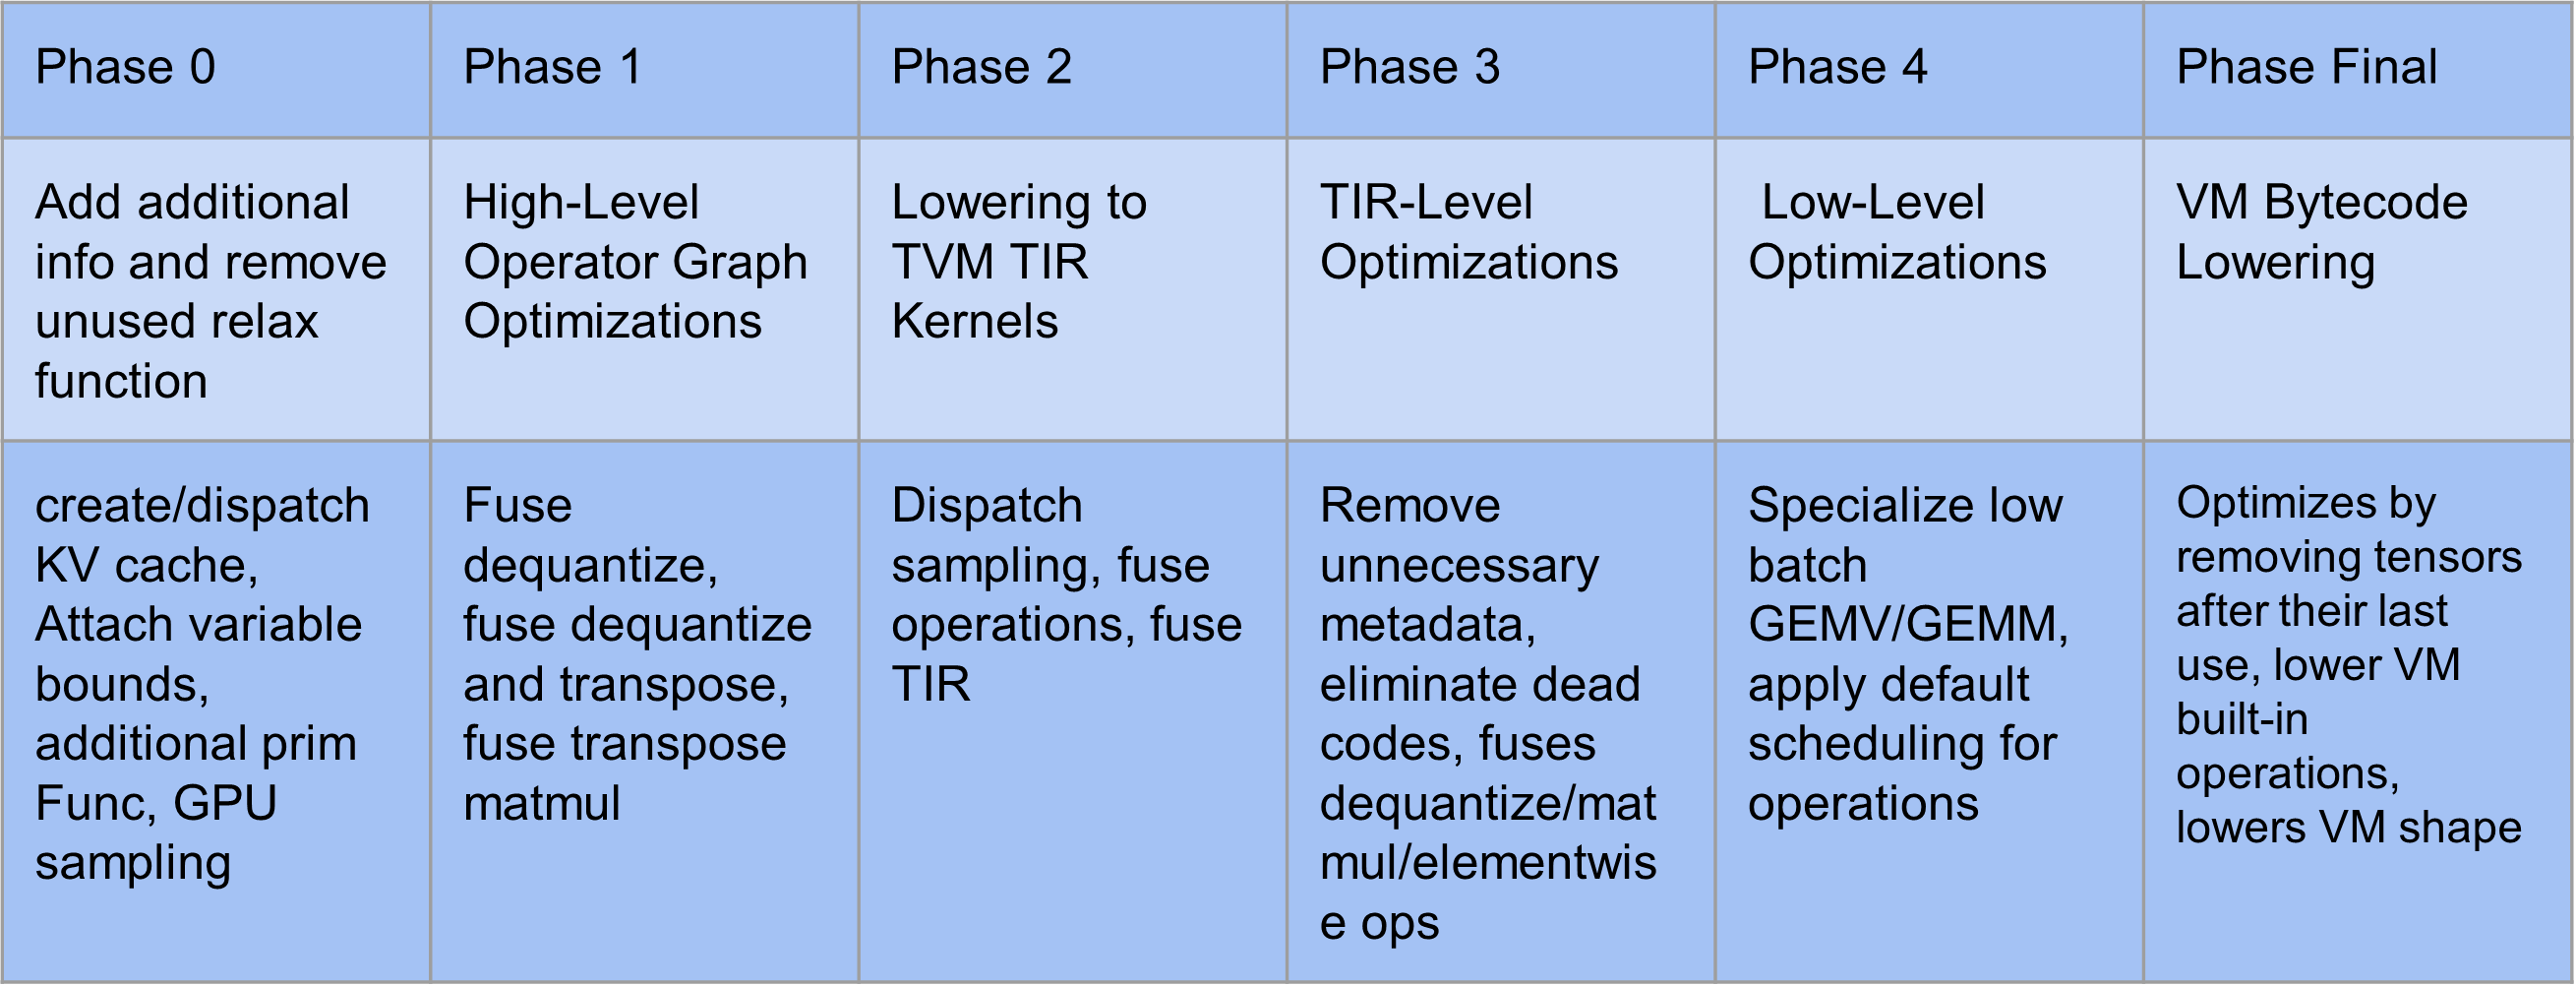 Phase 0
Phase 1
Phase 2
Phase 3
Phase 4
Phase Final
Add additional
info and remove
unused relax
function
High-Level
Operator Graph
Optimizations
Lowering to
TVM TIR
Kernels
TIR-Level
Optimizations
Low-Level
Optimizations
VM Bytecode
Lowering
create/dispatch
KV cache,
Attach variable
bounds,
additional prim
Func, GPU
sampling
Fuse
dequantize,
fuse dequantize
and transpose,
fuse transpose
matmul
Dispatch
sampling, fuse
operations, fuse
TIR
Remove
unnecessary
metadata,
eliminate dead
codes, fuses
dequantize/mat
mul/elementwis
e ops
Specialize low
batch
GEMV/GEMM,
apply default
scheduling for
operations
Optimizes by
removing tensors
after their last
use, lower VM
built-in
operations,
lowers VM shape